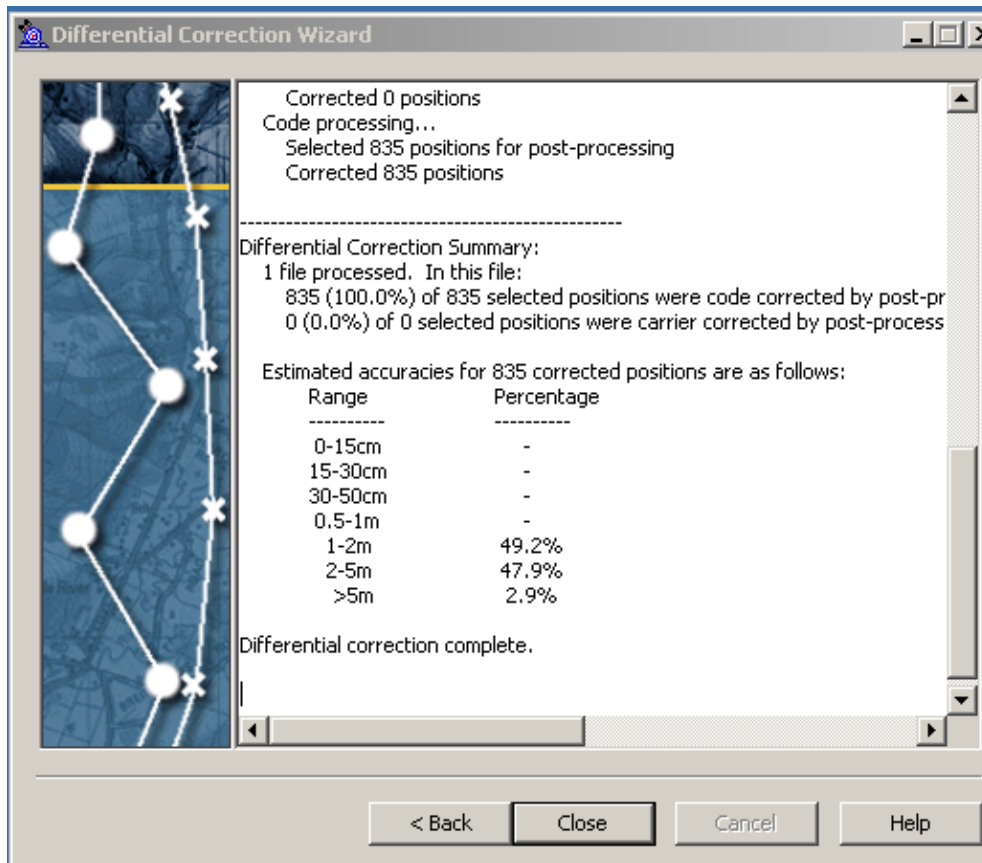 Differential Correction Wizard
Corrected 0 positions
Code processing...
Selected 835 positions for post-processing
Corrected 835 positions
------------------------------------------------
Differential Correction Summary:
1 file processed.  In this file:
835 (100.0%) of 835 selected positions were code corrected by post-pr
0 (0.0%) of 0 selected positions were carrier corrected by post-process
Estimated accuracies for 835 corrected positions are as follows:
Range Percentage
---------- ----------
0-15cm -
15-30cm -
30-50cm -
0.5-1m -
1-2m 49.2%
2-5m 47.9%
>5m 2.9%
Differential correction complete.
< Back Close Cancel Help